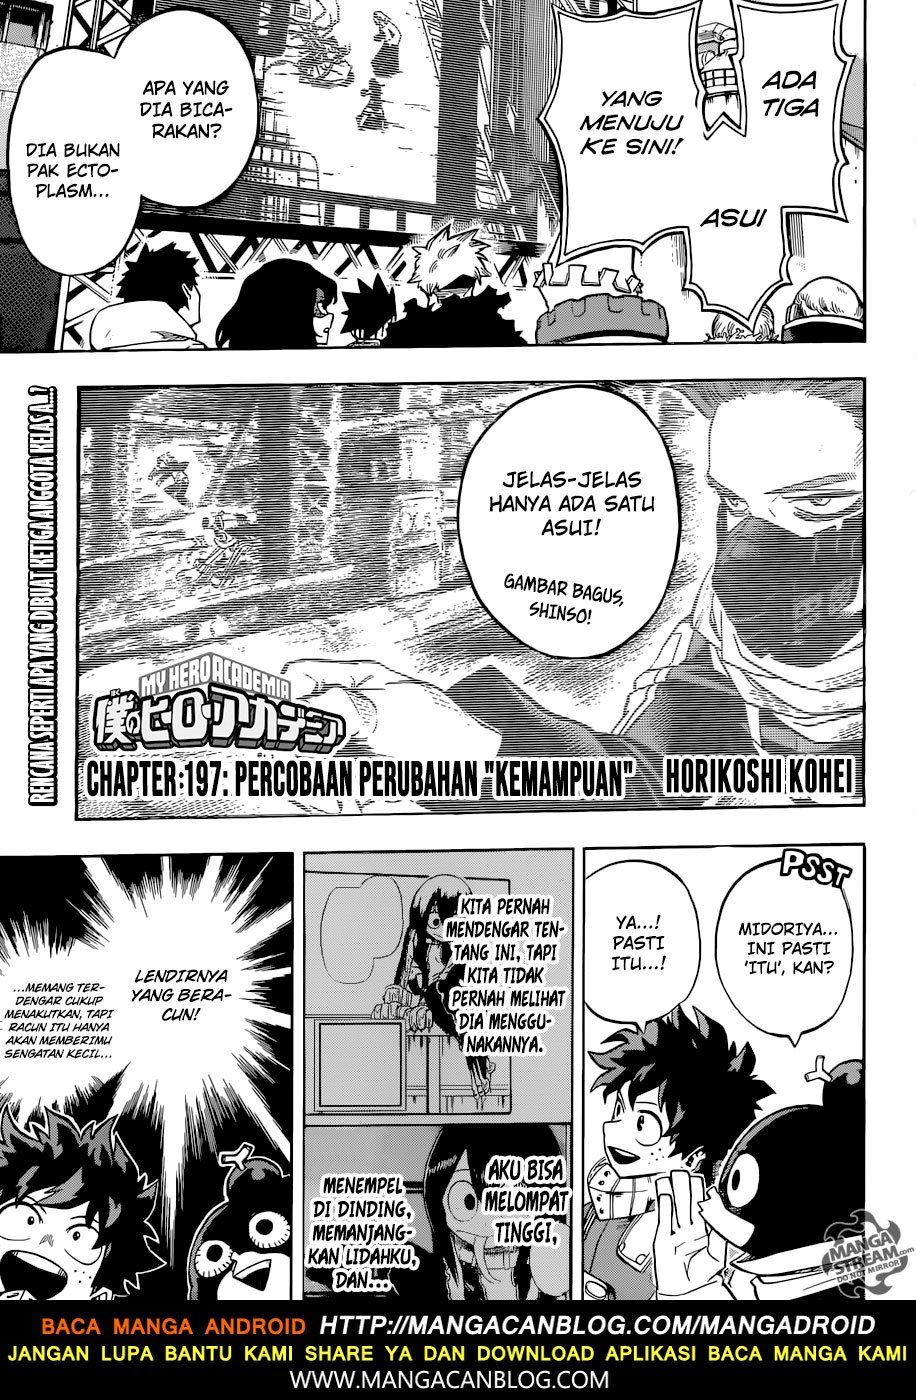 ADA
TIGA
ASUI
YANG
MENUJU
KE SINI!
APA YANG
DIA BICA-
RAKAN?
DIA BUKAN
PAK ECTO-
PLASM...
RENCANA SEPERTI APA YANG DIBUAT KETIGA ANGGOTA KELAS A..!?
JELAS-JELAS
HANYA ADA SATU
ASUI!
GAMBAR BAGUS,
SHINSO!
MY HERO ACADEMIA
僕のヒーローアカデミア
CHAPTER 197: PERCOBAAN PERUBAHAN "KEMAMPUAN"
HORIKOSHI KOHEI
PSST
MIDORIYA...
INI PASTI
'ITU', KAN?
YA...!
PASTI
ITU...!
KITA PERNAH
MENDENGAR TEN-
TANG INI, TAPI
KITA TIDAK
PERNAH MELIHAT
DIA MENGGU-
NAKANNYA.
AKU BISA
MELOMPAT
TINGGI,
MENEMPEL
DI DINDING,
MEMANJANG-
KAN LIDAHKU,
DAN...
LENDIRNYA
YANG BERA-
CUN!
...MEMANG TER-
DENGAR CUKUP
MENAKUTKAN, TAPI
RACUN ITU HANYA
AKAN MEMBERIMU
SENGATAN KECIL...
MANGA
STREAM.com
DO NOT MIRROR
BACA MANGA ANDROID HTTP://MANGACANBLOG.COM/MANGADROID
JANGAN LUPA BANTU KAMI SHARE YA DAN DOWNLOAD APLIKASI BACA MANGA KAMI
WWW.MANGACANBLOG.COM